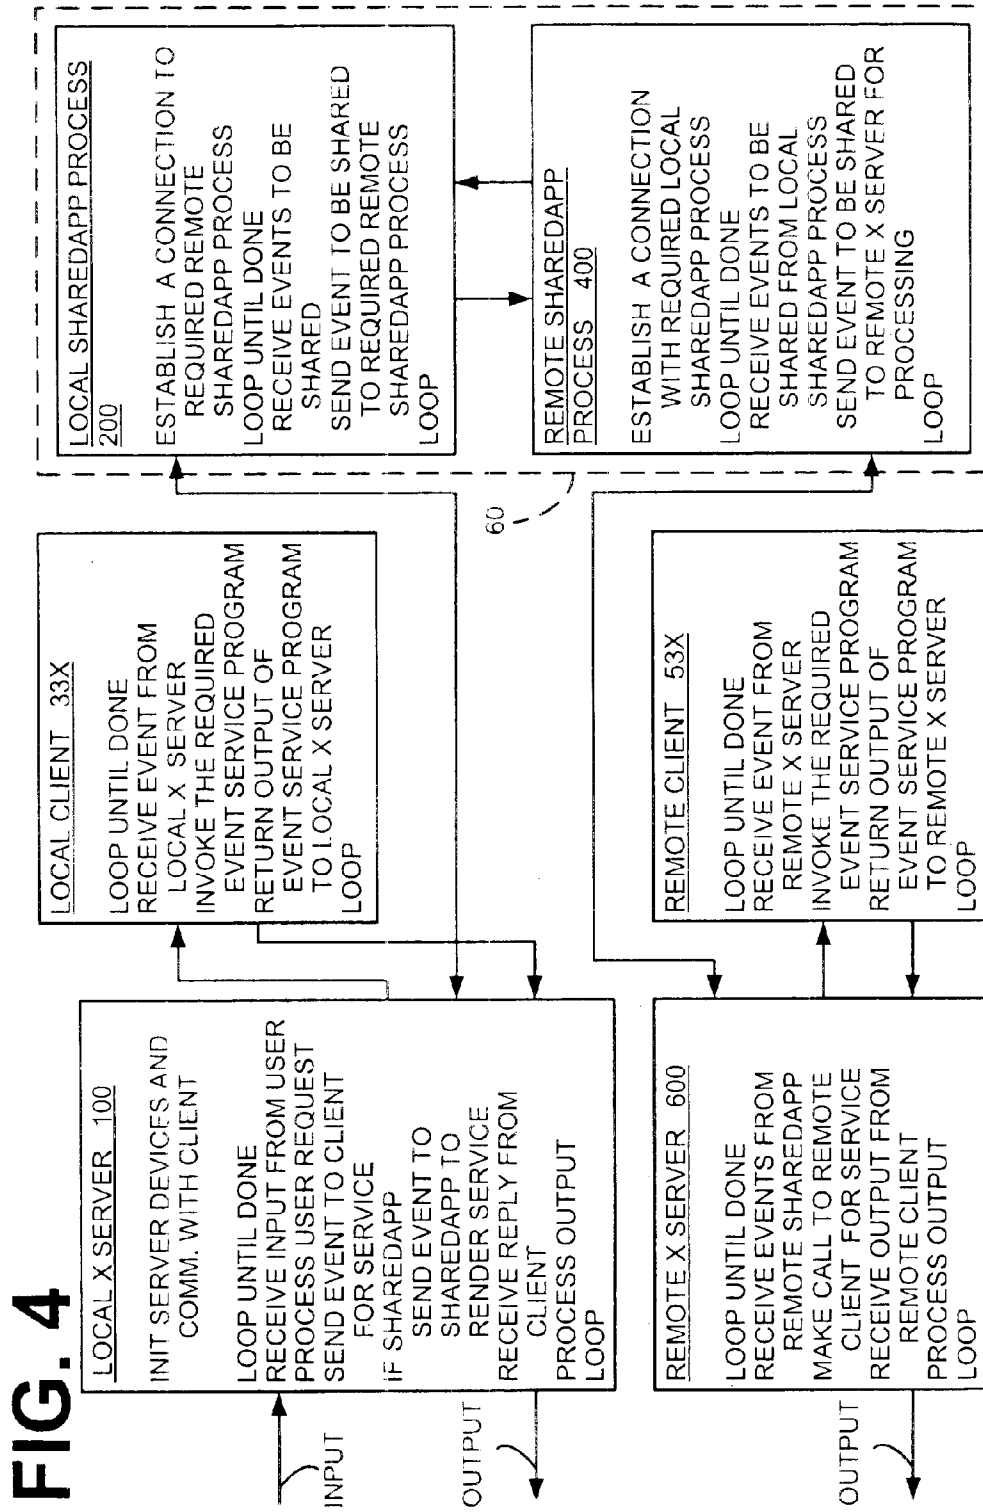 FIG. 4
LOCAL X SERVER 100
INIT SERVER DEVICES AND
COMM. WITH CLIENT
LOOP UNTIL DONE
RECEIVE INPUT FROM USER
PROCESS USER REQUEST
SEND EVENT TO CLIENT
FOR SERVICE
IF SHAREDAPP
SEND EVENT TO
SHAREDAPP TO
RENDER SERVICE
RECEIVE REPLY FROM
CLIENT
PROCESS OUTPUT
LOOP
INPUT
OUTPUT
LOCAL CLIENT 33X
LOOP UNTIL DONE
RECEIVE EVENT FROM
LOCAL X SERVER
INVOKE THE REQUIRED
EVENT SERVICE PROGRAM
RETURN OUTPUT OF
EVENT SERVICE PROGRAM
TO LOCAL X SERVER
LOOP
LOCAL SHAREDAPP PROCESS
200
ESTABLISH A CONNECTION TO
REQUIRED REMOTE
SHAREDAPP PROCESS
LOOP UNTIL DONE
RECEIVE EVENTS TO BE
SHARED
SEND EVENT TO BE SHARED
TO REQUIRED REMOTE
SHAREDAPP PROCESS
LOOP
60
REMOTE X SERVER 600
LOOP UNTIL DONE
RECEIVE EVENTS FROM
REMOTE SHAREDAPP
MAKE CALL TO REMOTE
CLIENT FOR SERVICE
RECEIVE OUTPUT FROM
REMOTE CLIENT
PROCESS OUTPUT
LOOP
OUTPUT
REMOTE CLIENT 53X
LOOP UNTIL DONE
RECEIVE EVENT FROM
REMOTE X SERVER
INVOKE THE REQUIRED
EVENT SERVICE PROGRAM
RETURN OUTPUT OF
EVENT SERVICE PROGRAM
TO REMOTE X SERVER
LOOP
REMOTE SHAREDAPP
PROCESS 400
ESTABLISH A CONNECTION
WITH REQUIRED LOCAL
SHAREDAPP PROCESS
LOOP UNTIL DONE
RECEIVE EVENTS TO BE
SHARED FROM LOCAL
SHAREDAPP PROCESS
SEND EVENT TO BE SHARED
TO REMOTE X SERVER FOR
PROCESSING
LOOP